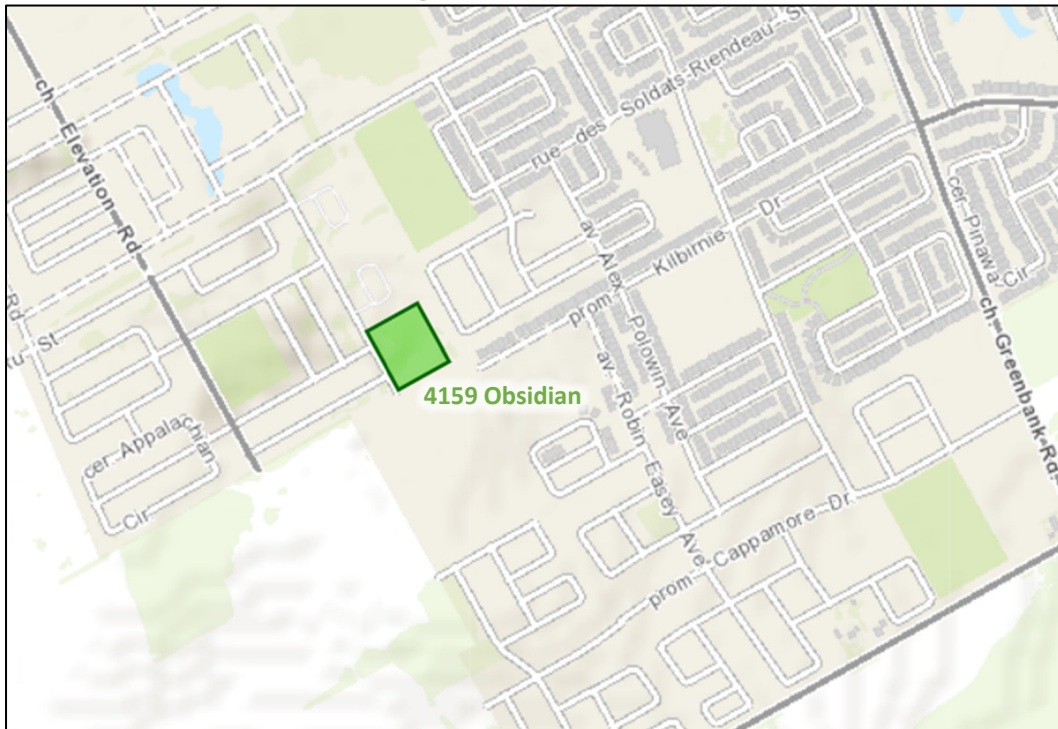 ch- Elevation- Rd-
rue- des- Soldats-Riendeau- St
av- Alex- Polowin- Ave
prom- Kilbirnie- Dr
cer- Pinawa- Cir
ch- Greenbank- Rd-
av- Robin- Easey- Ave
4159 Obsidian
Rd
St
cer- Appalachian- Cir
prom- Cappamore- Dr